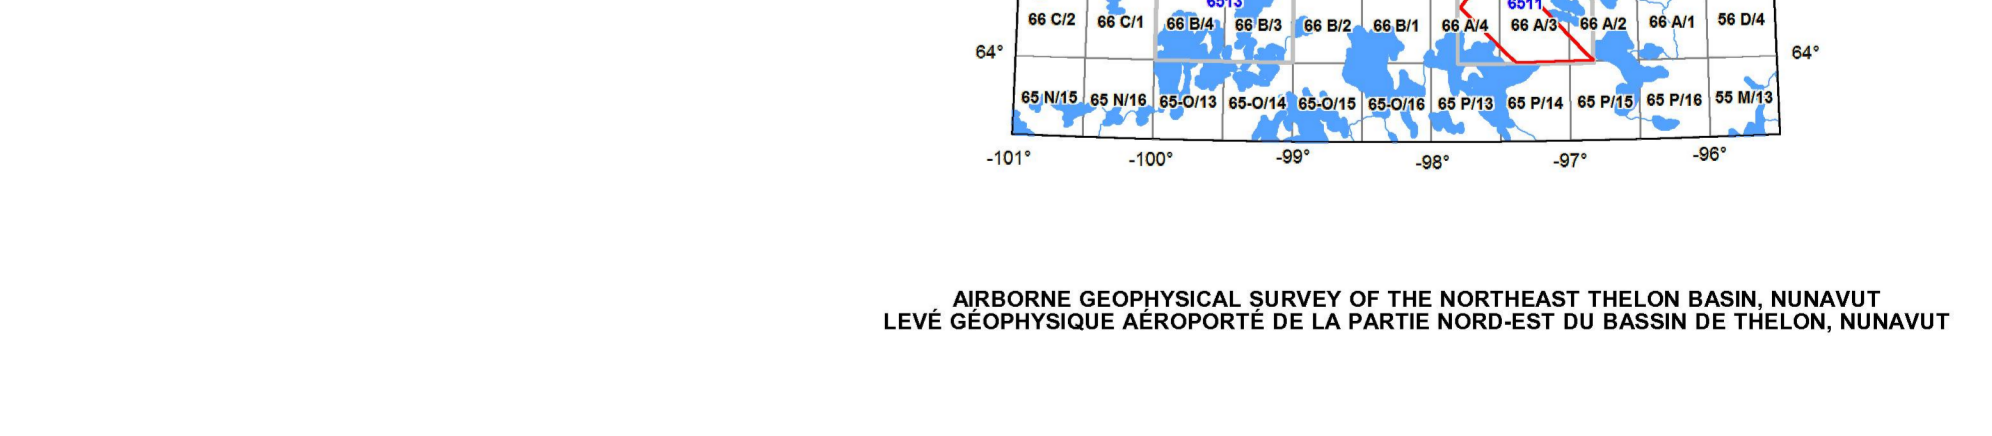 6513 6511
66 C/2 66 C/1 66 B/4 66 B/3 66 B/2 66 B/1 66 A/4 66 A/3 66 A/2 66 A/1 56 D/4
64° 64°
65 N/15 65 N/16 65-O/13 65-O/14 65-O/15 65-O/16 65 P/13 65 P/14 65 P/15 65 P/16 55 M/13
-101° -100° -99° -98° -97° -96°
AIRBORNE GEOPHYSICAL SURVEY OF THE NORTHEAST THELON BASIN, NUNAVUT
LEVÉ GÉOPHYSIQUE AÉROPORTÉ DE LA PARTIE NORD-EST DU BASSIN DE THELON, NUNAVUT